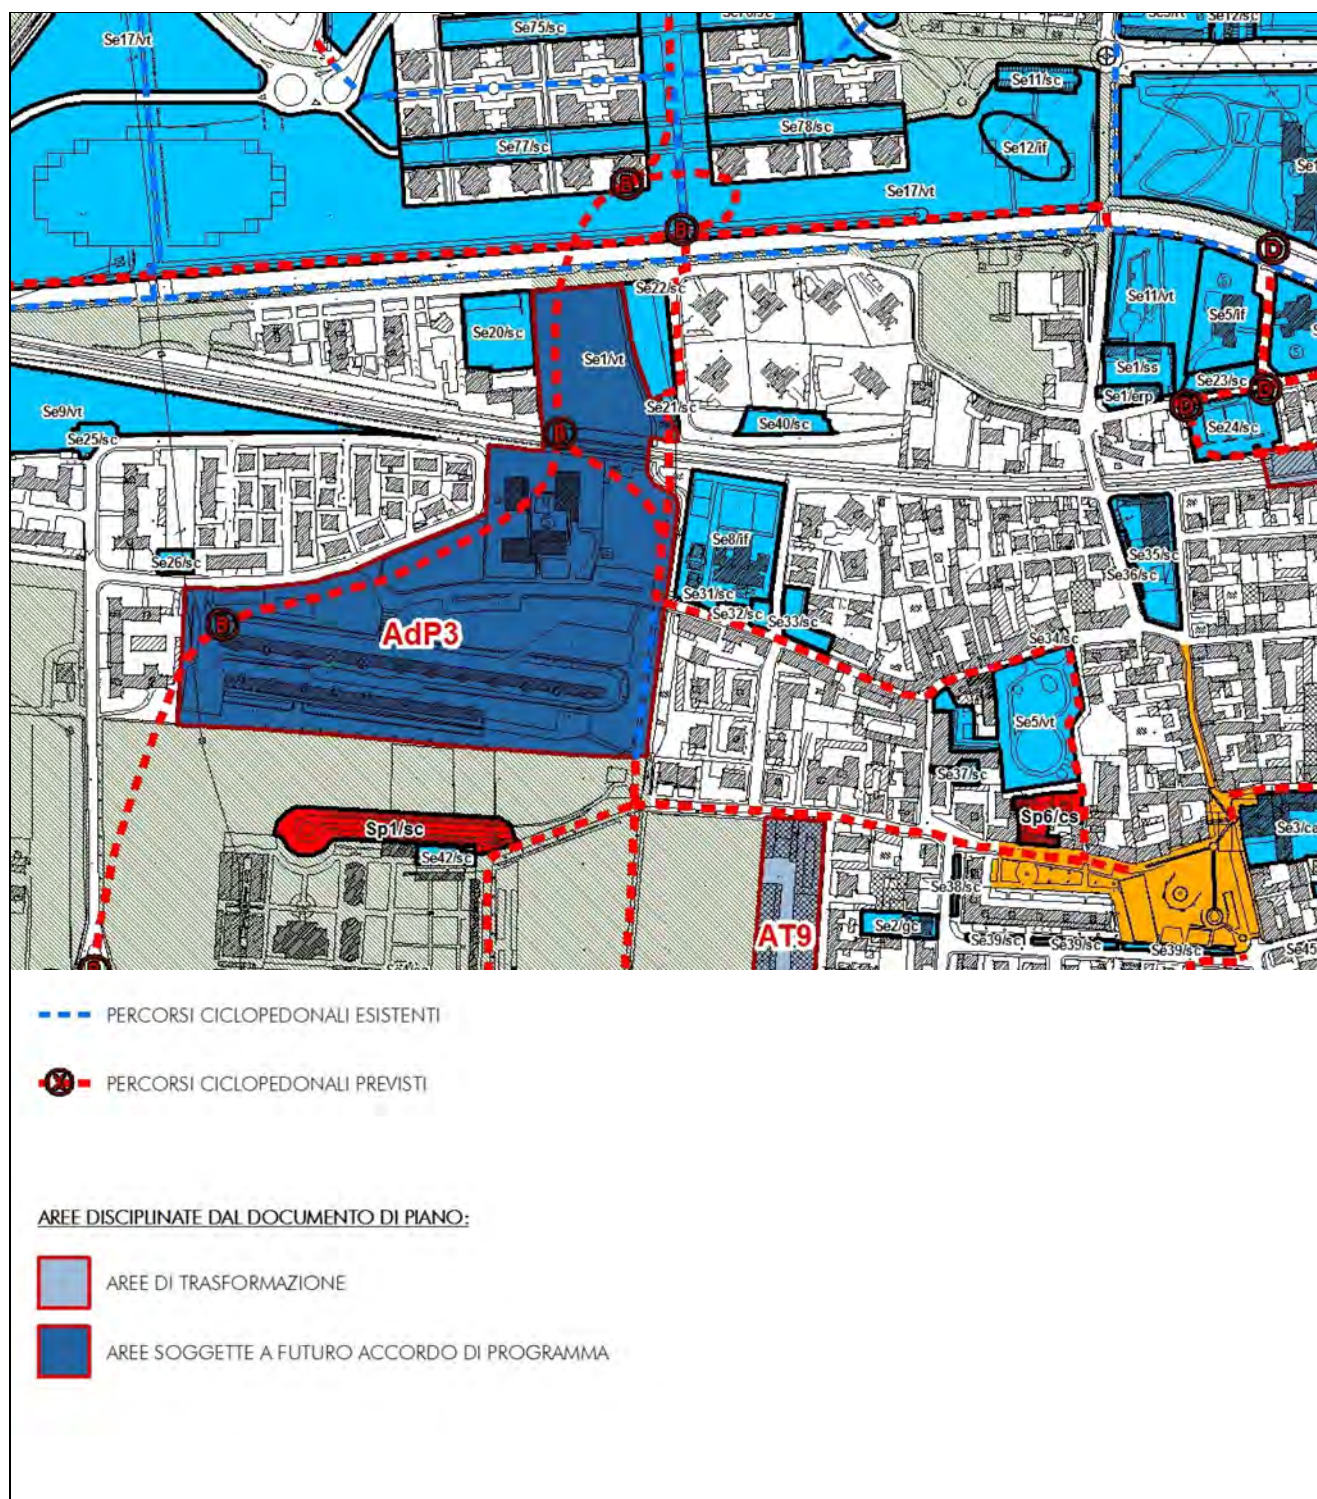 Se17/vt
Se75/sc
Se12/sc
Se11/sc
Se78/sc
Se77/sc
Se12/if
Se17/vt
B
B
D
Se22/sc
Se11/vt
Se5/if
Se20/sc
Se1/vt
Se1/ss
Se23/sc
Se1/erp
D
Se9/vt
Se21/sc
Se24/sc
Se25/sc
Se40/sc
B
Se8/if
Se35/sc
Se26/sc
Se36/sc
Se31/sc
Se32/sc
Se33/sc
B
AdP3
Se34/sc
Se5/vt
Se37/sc
Sp1/sc
Sp6/cs
Se3/ca
Se42/sc
Se38/sc
AT9
Se2/gc
Se39/sc
Se39/sc
Se39/sc
Se45
PERCORSI CICLOPEDONALI ESISTENTI
X PERCORSI CICLOPEDONALI PREVISTI
AREE DISCIPLINATE DAL DOCUMENTO DI PIANO:
AREE DI TRASFORMAZIONE
AREE SOGGETTE A FUTURO ACCORDO DI PROGRAMMA